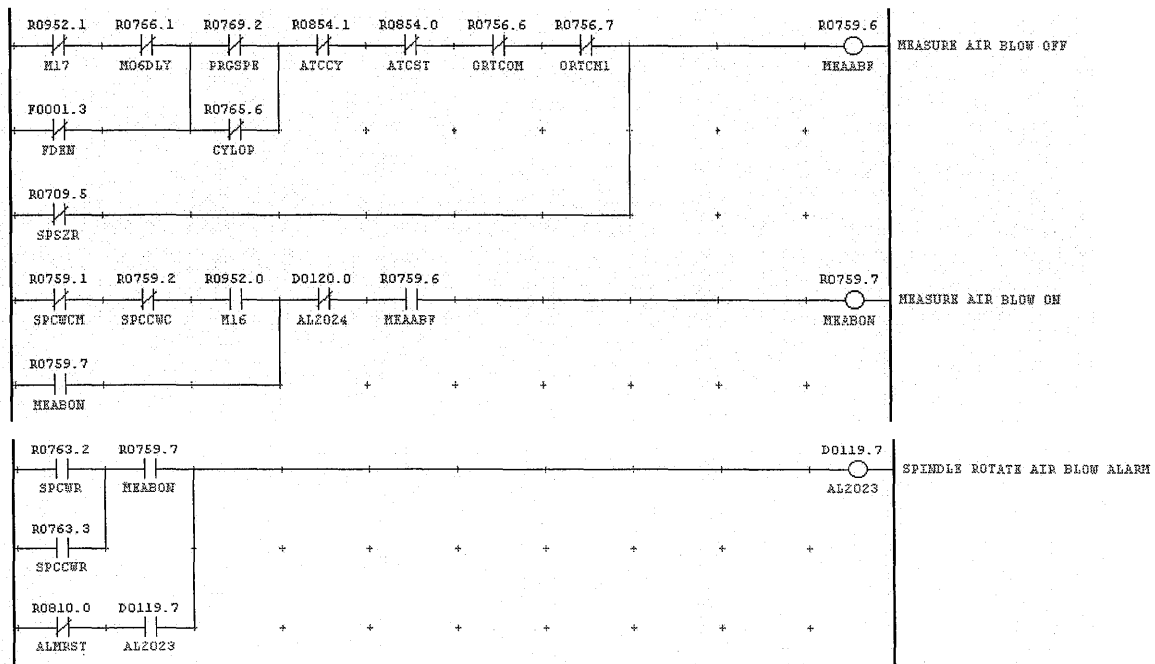 R0952.1 R0766.1 R0769.2 R0854.1 R0854.0 R0756.6 R0756.7 R0759.6
MEASURE AIR BLOW OFF
M17 M06DLY PRGSPE ATCCY ATCST ORTCOM ORTCM1 MEAABF
F0001.3 R0765.6
FDEN CYLOP
R0709.5
SPSZR
R0759.1 R0759.2 R0952.0 D0120.0 R0759.6 R0759.7
MEASURE AIR BLOW ON
SPCWCM SPCCWC M16 AL2024 MEAABF MEABON
R0759.7
MEABON
R0763.2 R0759.7 D0119.7
SPINDLE ROTATE AIR BLOW ALARM
SPCWR MEABON AL2023
R0763.3
SPCCWR
R0810.0 D0119.7
ALMRST AL2023